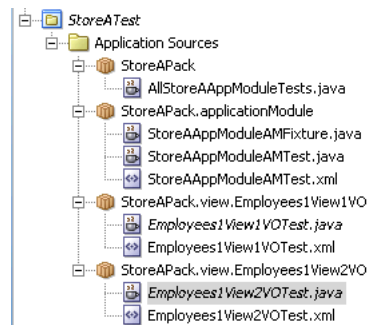 StoreATest
Application Sources
StoreAPack
AllStoreAAppModuleTests.java
StoreAPack.applicationModule
StoreAAppModuleAMFixture.java
StoreAAppModuleAMTest.java
StoreAAppModuleAMTest.xml
StoreAPack.view.Employees1View1VO
Employees1View1VOTest.java
Employees1View1VOTest.xml
StoreAPack.view.Employees1View2VO
Employees1View2VOTest.java
Employees1View2VOTest.xml